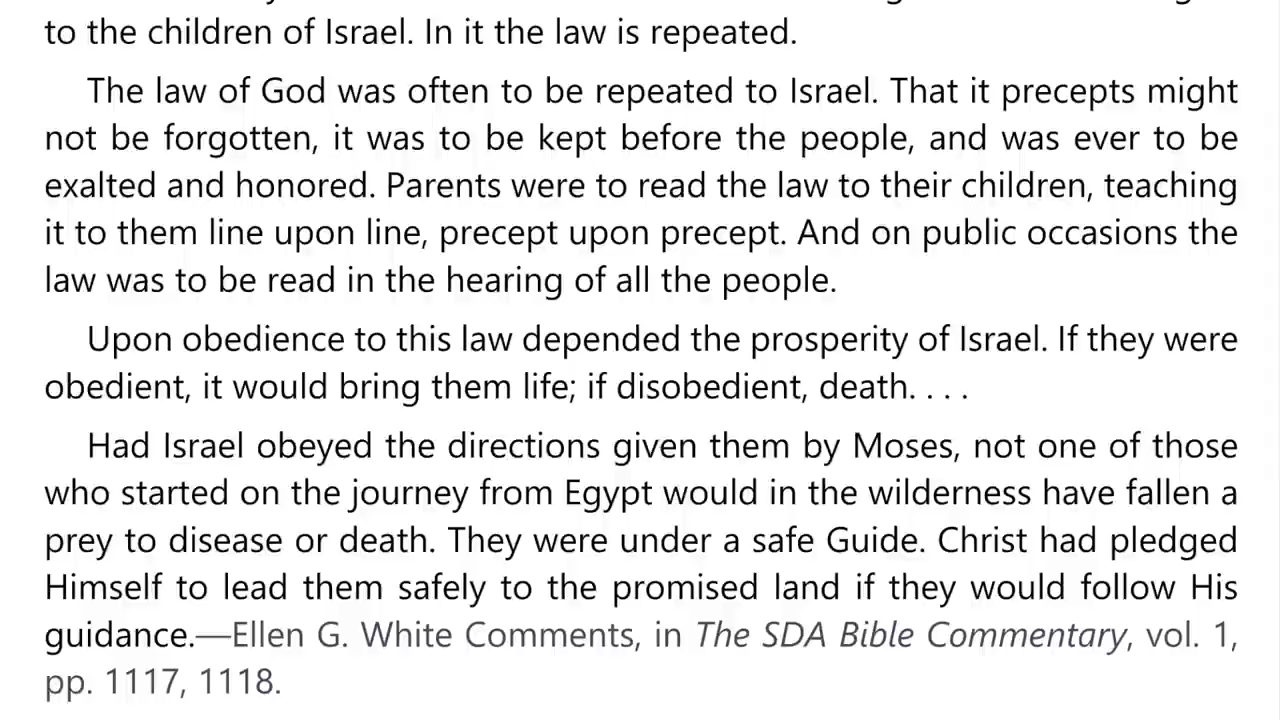 to the children of Israel. In it the law is repeated.
The law of God was often to be repeated to Israel. That it precepts might
not be forgotten, it was to be kept before the people, and was ever to be
exalted and honored. Parents were to read the law to their children, teaching
it to them line upon line, precept upon precept. And on public occasions the
law was to be read in the hearing of all the people.
Upon obedience to this law depended the prosperity of Israel. If they were
obedient, it would bring them life; if disobedient, death. . . .
Had Israel obeyed the directions given them by Moses, not one of those
who started on the journey from Egypt would in the wilderness have fallen a
prey to disease or death. They were under a safe Guide. Christ had pledged
Himself to lead them safely to the promised land if they would follow His
guidance.—Ellen G. White Comments, in The SDA Bible Commentary, vol. 1,
pp. 1117, 1118.